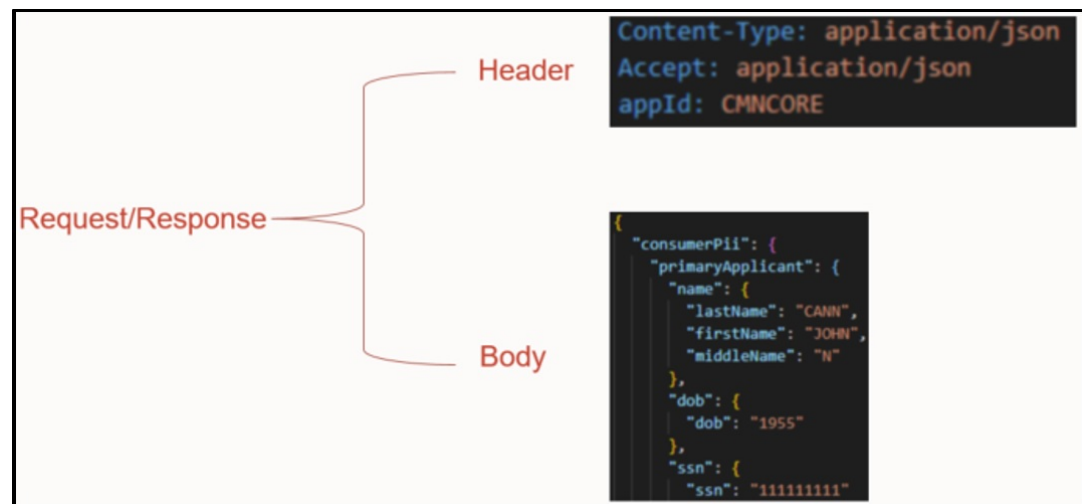 Request/Response
Header
Content-Type: application/json
Accept: application/json
appId: CMNCORE
Body
{
"consumerPii": {
"primaryApplicant": {
"name": {
"lastName": "CANN",
"firstName": "JOHN",
"middleName": "N"
},
"dob": {
"dob": "1955"
},
"ssn": {
"ssn": "111111111"